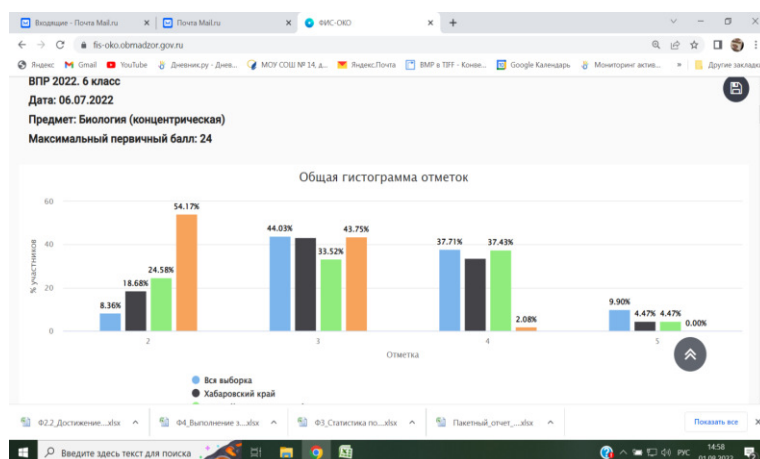 Входящие - Почта Mail.ru
Почта Mail.ru
ФИС-ОКО
fis-oko.obrnadzor.gov.ru
Яндекс
Gmail
YouTube
Дневник.ру - Днев...
МОУ СОШ № 14, д...
Яндекс.Почта
BMP в TIFF - Конве...
Google Календарь
Мониторинг актив...
Другие закладки
ВПР 2022. 6 класс
Дата: 06.07.2022
Предмет: Биология (концентрическая)
Максимальный первичный балл: 24
Общая гистограмма отметок
% участников
60
40
20
0
8.36%
18.68%
24.58%
54.17%
44.03%
33.52%
43.75%
37.71%
37.43%
2.08%
9.90%
4.47%
4.47%
0.00%
2
3
4
5
Отметка
Вся выборка
Хабаровский край
Ф2.2_Достижение....xlsx
Ф4_Выполнение з...xlsx
Ф3_Статистика по...xlsx
Пакетный_отчет_...xlsx
Показать все
Введите здесь текст для поиска
РУС
14:58
01.08.2022